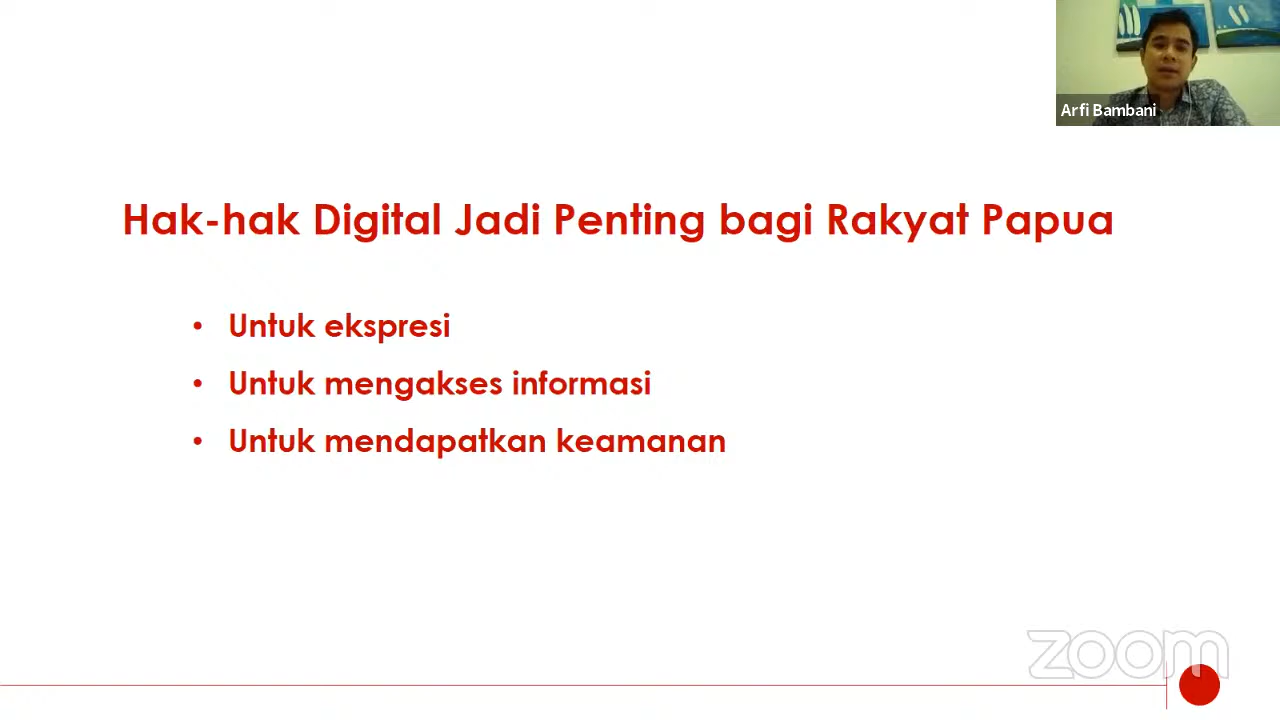 Arfi Bambani
Hak-hak Digital Jadi Penting bagi Rakyat Papua
• Untuk ekspresi
• Untuk mengakses informasi
• Untuk mendapatkan keamanan
zoom